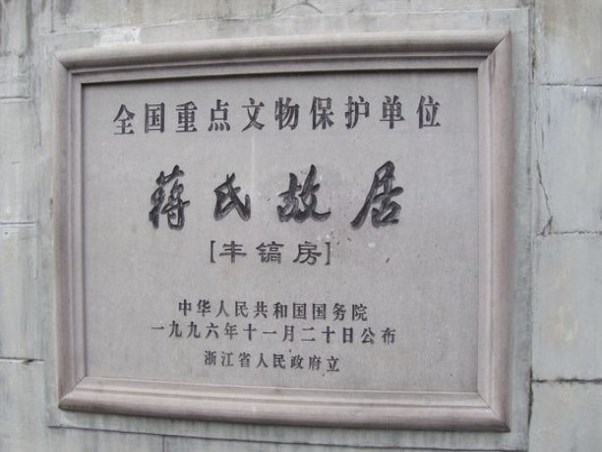 全国重点文物保护单位
蒋氏故居
[丰镐房]
中华人民共和国国务院
一九九六年十一月二十日公布
浙江省人民政府立